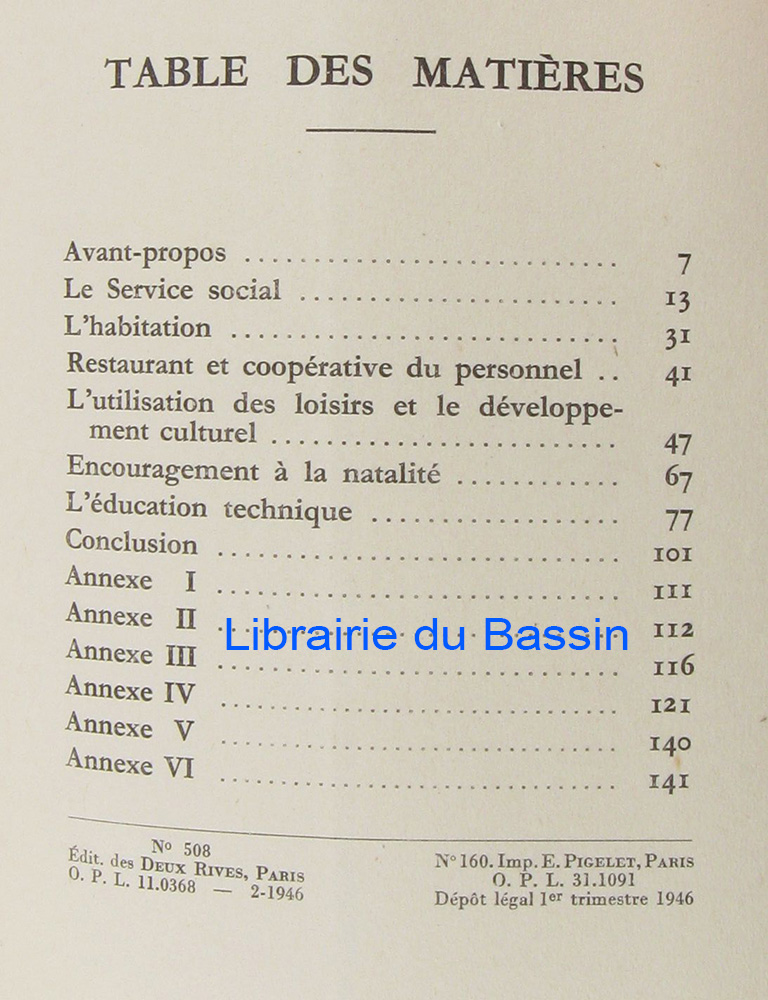 TABLE DES MATIÈRES
Avant-propos ............................ 7
Le Service social ........................ 13
L'habitation ............................. 31
Restaurant et coopérative du personnel .. 41
L'utilisation des loisirs et le développe-
ment culturel .......................... 47
Encouragement à la natalité ............ 67
L'éducation technique .................. 77
Conclusion .............................. 101
Annexe I .............................. 111
Annexe II .............................. 112
Librairie du Bassin
Annexe III .............................. 116
Annexe IV .............................. 121
Annexe V .............................. 140
Annexe VI .............................. 141
N° 508
Édit. des DEUX RIVES, PARIS
O. P. L. 11.0368 — 2-1946
N° 160. Imp. E. PIGELET, PARIS
O. P. L. 31.1091
Dépôt légal 1er trimestre 1946